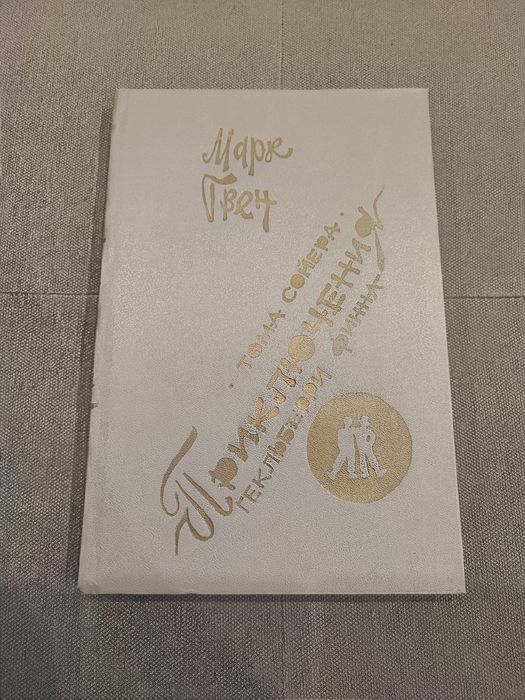 Марк
Твен
· ТОМА СОЙЕРА ·
ПРИКЛЮЧЕНИЯ
ГЕКЛЬБЕРРИ ФИННА